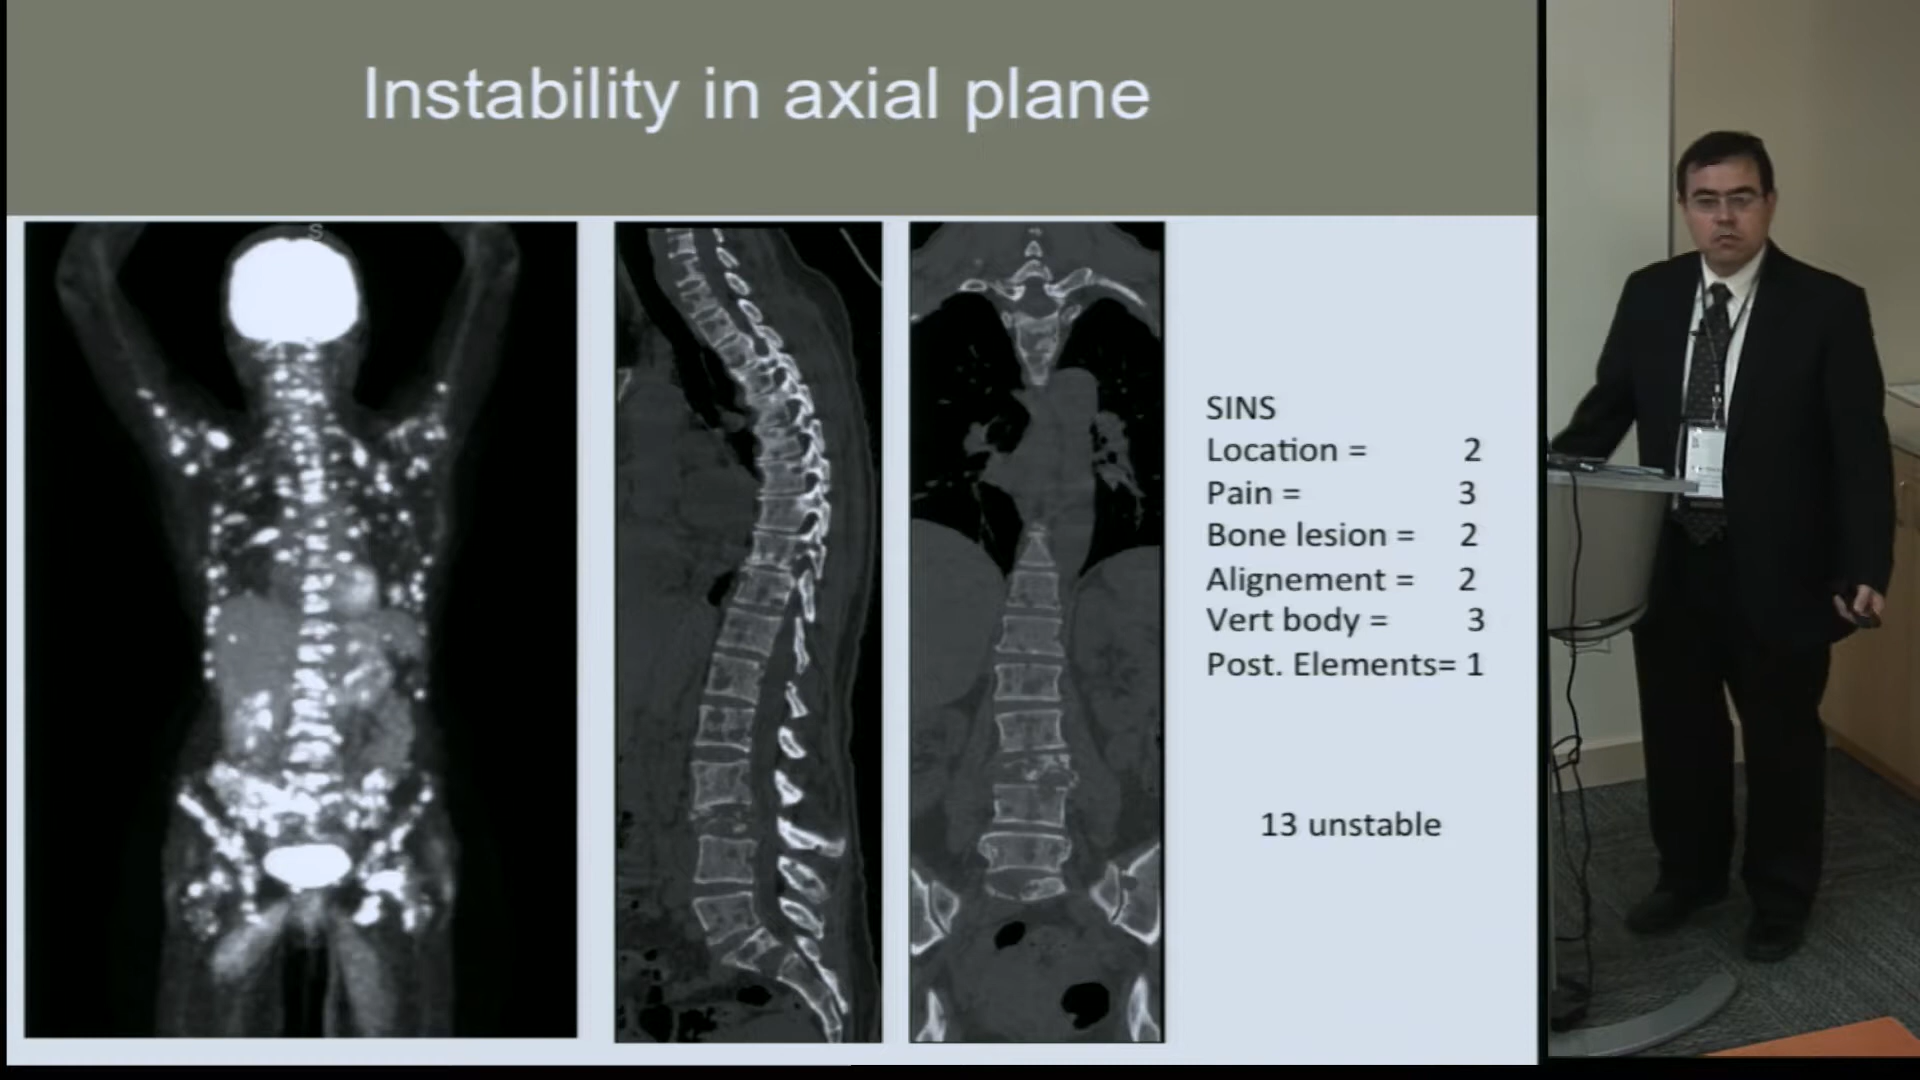 Instability in axial plane
S
SINS
Location = 2
Pain = 3
Bone lesion = 2
Alignement = 2
Vert body = 3
Post. Elements= 1
13 unstable